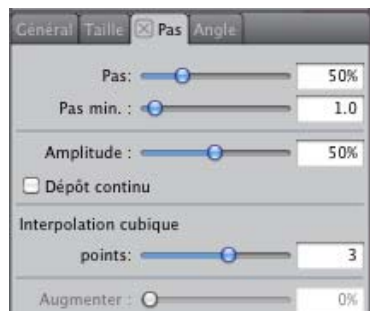 Général Taille Pas Angle
Pas: 50%
Pas min. : 1.0
Amplitude : 50%
Dépôt continu
Interpolation cubique
points: 3
Augmenter : 0%